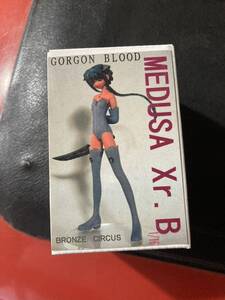 GORGON BLOOD
MEDUSA Xr. B
BRONZE CIRCUS